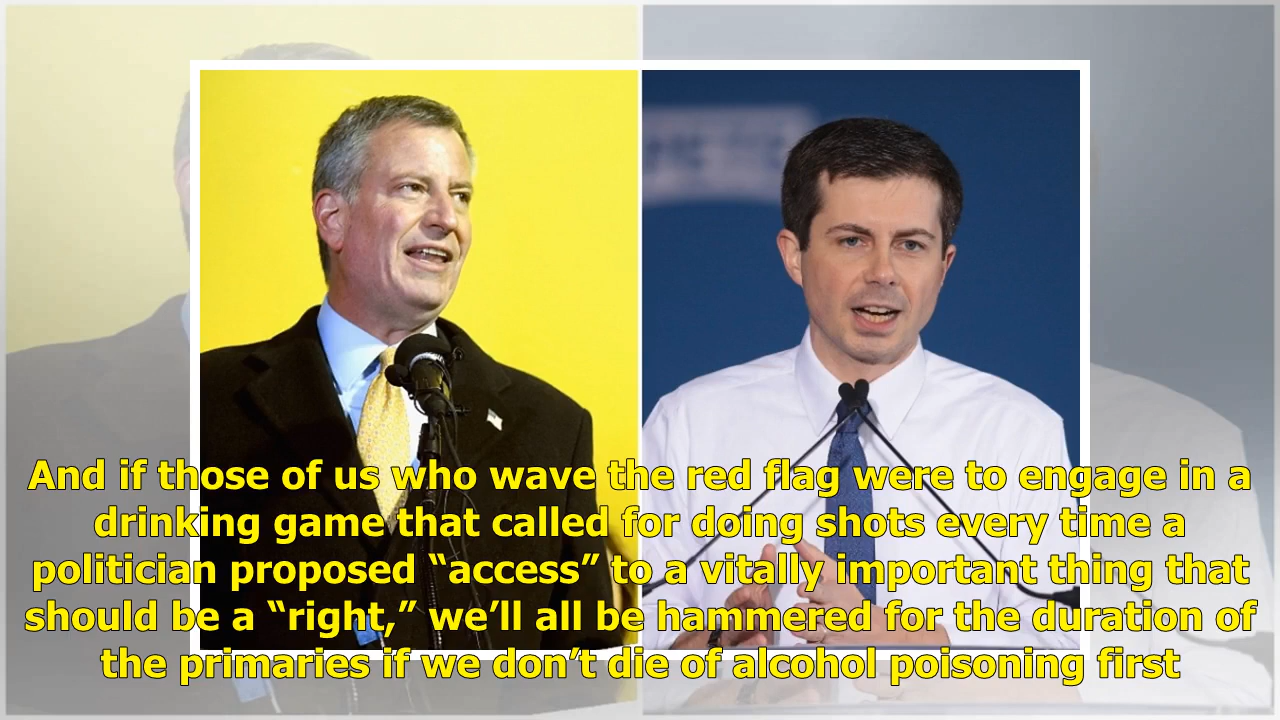 And if those of us who wave the red flag were to engage in a
drinking game that called for doing shots every time a
politician proposed “access” to a vitally important thing that
should be a “right,” we’ll all be hammered for the duration of
the primaries if we don’t die of alcohol poisoning first